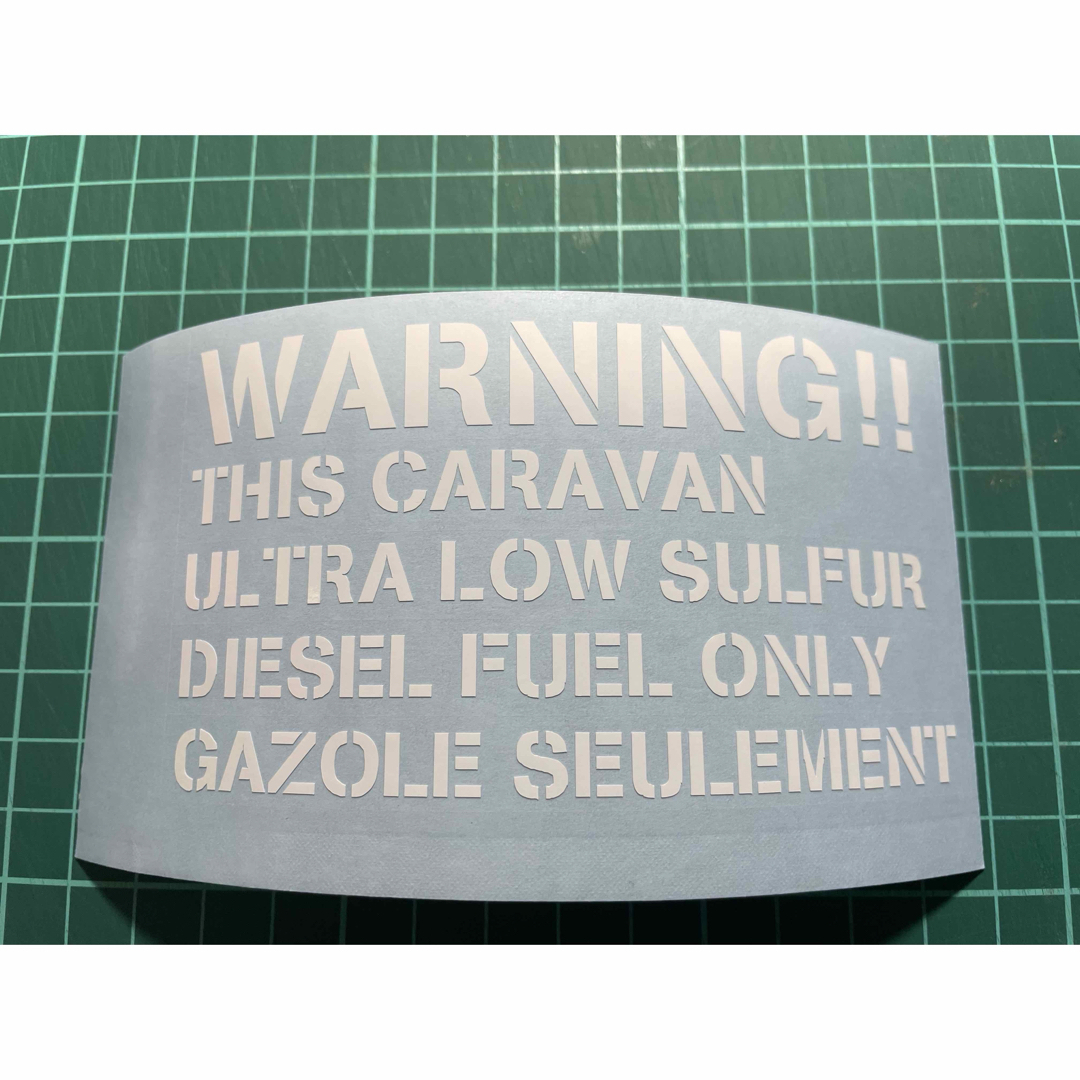 WARNING!!
THIS CARAVAN
ULTRA LOW SULFUR
DIESEL FUEL ONLY
GAZOLE SEULEMENT